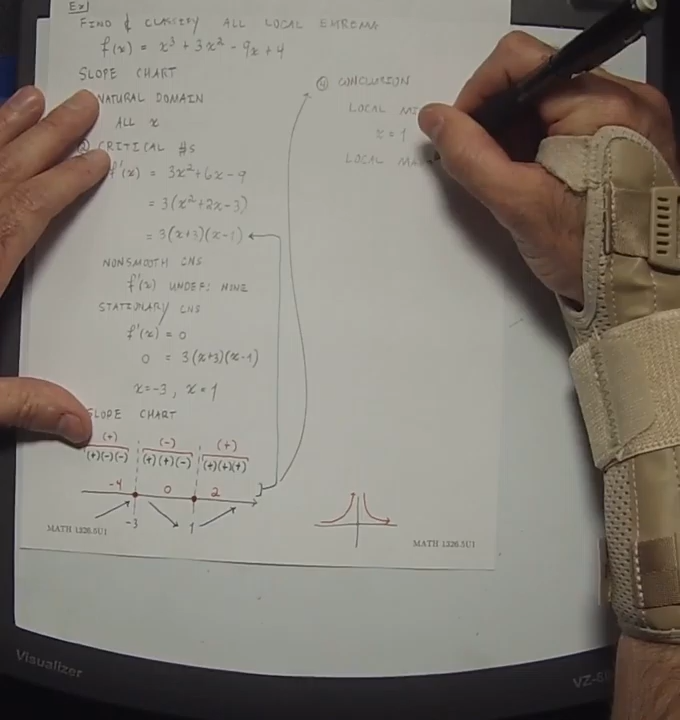 Ex
FIND & CLASSIFY ALL LOCAL EXTREMA
f(x) = x³ + 3x² - 9x + 4
SLOPE CHART
NATURAL DOMAIN
ALL x
CRITICAL #S
f'(x) = 3x² + 6x - 9
= 3(x² + 2x - 3)
= 3(x+3)(x-1)
NONSMOOTH CNS
f'(x) UNDEF: NONE
STATIONARY CNS
f'(x) = 0
0 = 3(x+3)(x-1)
x = -3, x = 1
SLOPE CHART
(+) (-) (+)
(+)(-)(-) (+)(+)(-) (+)(+)(+)
-4 0 2
-3 1
MATH 1326.5U1
④ CONCLUSION
LOCAL
x = 1
LOCAL
MATH 1326.5U1
Visualizer